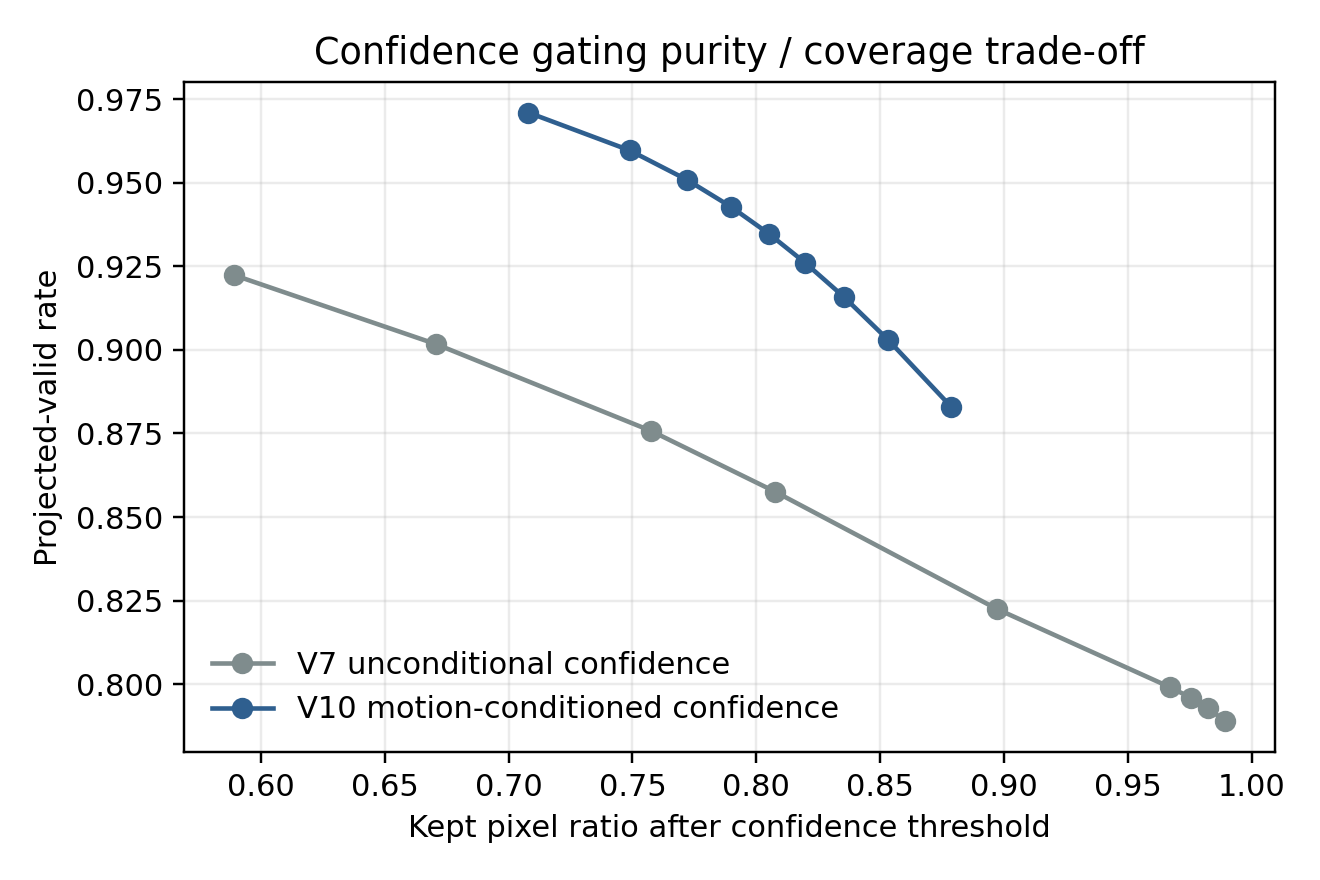 Confidence gating purity / coverage trade-off
Projected-valid rate
0.975
0.950
0.925
0.900
0.875
0.850
0.825
0.800
V7 unconditional confidence
V10 motion-conditioned confidence
0.60 0.65 0.70 0.75 0.80 0.85 0.90 0.95 1.00
Kept pixel ratio after confidence threshold